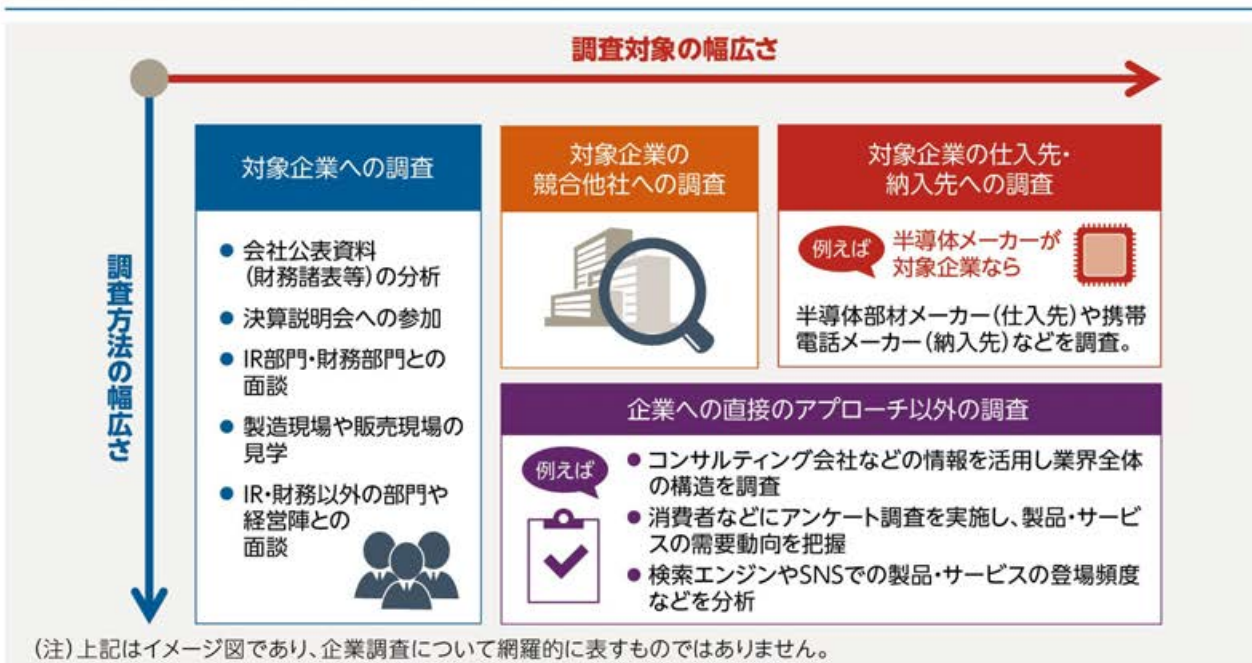 調査対象の幅広さ
調査方法の幅広さ
対象企業への調査
● 会社公表資料
(財務諸表等)の分析
● 決算説明会への参加
● IR部門・財務部門との
面談
● 製造現場や販売現場の
見学
● IR・財務以外の部門や
経営陣との
面談
対象企業の
競合他社への調査
対象企業の仕入先・
納入先への調査
例えば
半導体メーカーが
対象企業なら
半導体部材メーカー(仕入先)や携帯
電話メーカー(納入先)などを調査。
企業への直接のアプローチ以外の調査
例えば
● コンサルティング会社などの情報を活用し業界全体
の構造を調査
● 消費者などにアンケート調査を実施し、製品・サービ
スの需要動向を把握
● 検索エンジンやSNSでの製品・サービスの登場頻度
などを分析
(注)上記はイメージ図であり、企業調査について網羅的に表すものではありません。